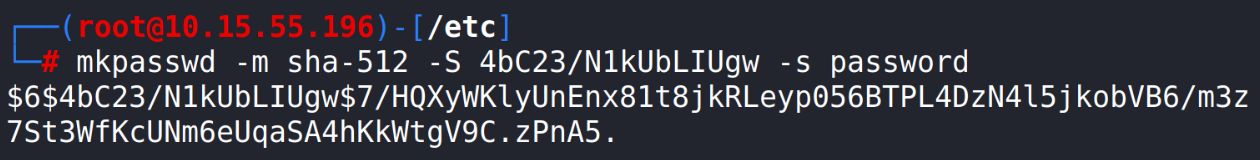 ┌──(root@10.15.55.196)-[/etc]
└─# mkpasswd -m sha-512 -S 4bC23/N1kUbLIUgw -s password
$6$4bC23/N1kUbLIUgw$7/HQXyWKlyUnEnx81t8jkRLeyp056BTPL4DzN4l5jkobVB6/m3z
7St3WfKcUNm6eUqaSA4hKkWtgV9C.zPnA5.